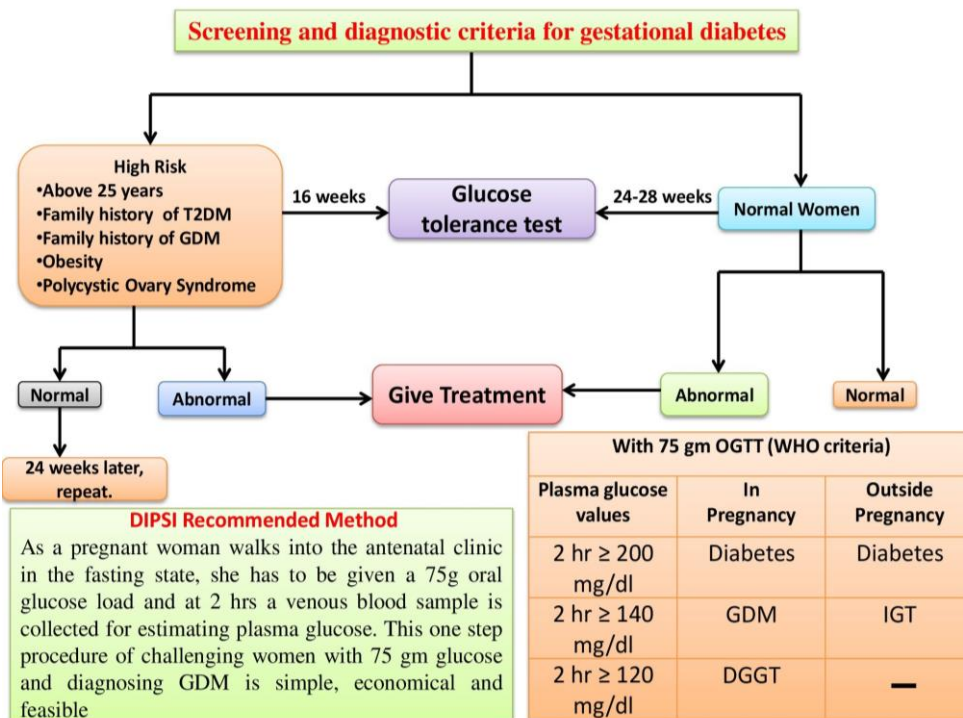 Screening and diagnostic criteria for gestational diabetes
High Risk
•Above 25 years
•Family history of T2DM
•Family history of GDM
•Obesity
•Polycystic Ovary Syndrome
16 weeks
Glucose
tolerance test
24-28 weeks
Normal Women
Normal
Abnormal
Give Treatment
Abnormal
Normal
24 weeks later,
repeat.
DIPSI Recommended Method
As a pregnant woman walks into the antenatal clinic
in the fasting state, she has to be given a 75g oral
glucose load and at 2 hrs a venous blood sample is
collected for estimating plasma glucose. This one step
procedure of challenging women with 75 gm glucose
and diagnosing GDM is simple, economical and
feasible
With 75 gm OGTT (WHO criteria)
Plasma glucose
values
In
Pregnancy
Outside
Pregnancy
2 hr ≥ 200
mg/dl
Diabetes
Diabetes
2 hr ≥ 140
mg/dl
GDM
IGT
2 hr ≥ 120
mg/dl
DGGT
—